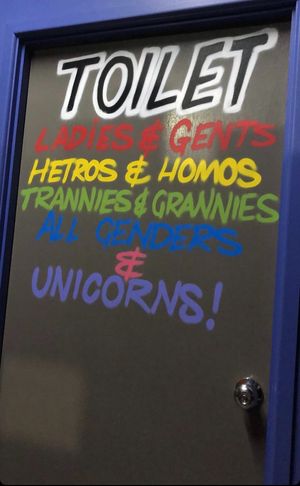 TOILET
LADIES & GENTS
HETROS & HOMOS
TRANNIES & GRANNIES
ALL GENDERS
&
UNICORNS!